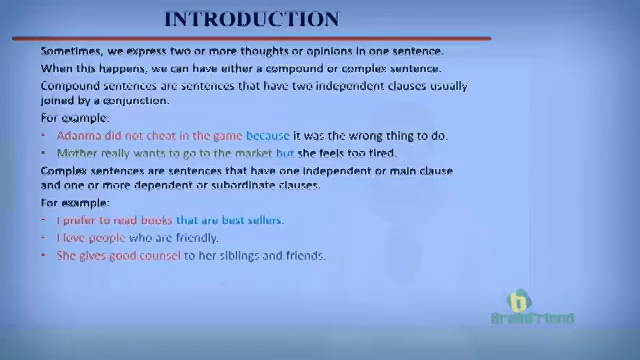 INTRODUCTION
Sometimes, we express two or more thoughts or opinions in one sentence.
When this happens, we can have either a compound or complex sentence.
Compound sentences are sentences that have two independent clauses usually
joined by a conjunction.
For example:
• Adanma did not cheat in the game because it was the wrong thing to do.
• Mother really wants to go to the market but she feels too tired.
Complex sentences are sentences that have one independent or main clause
and one or more dependent or subordinate clauses.
For example:
• I prefer to read books that are best sellers.
• I love people who are friendly.
• She gives good counsel to her siblings and friends.
b
Brainfriend